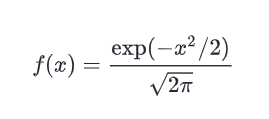 f(x) = exp(−x²/2) / √2π